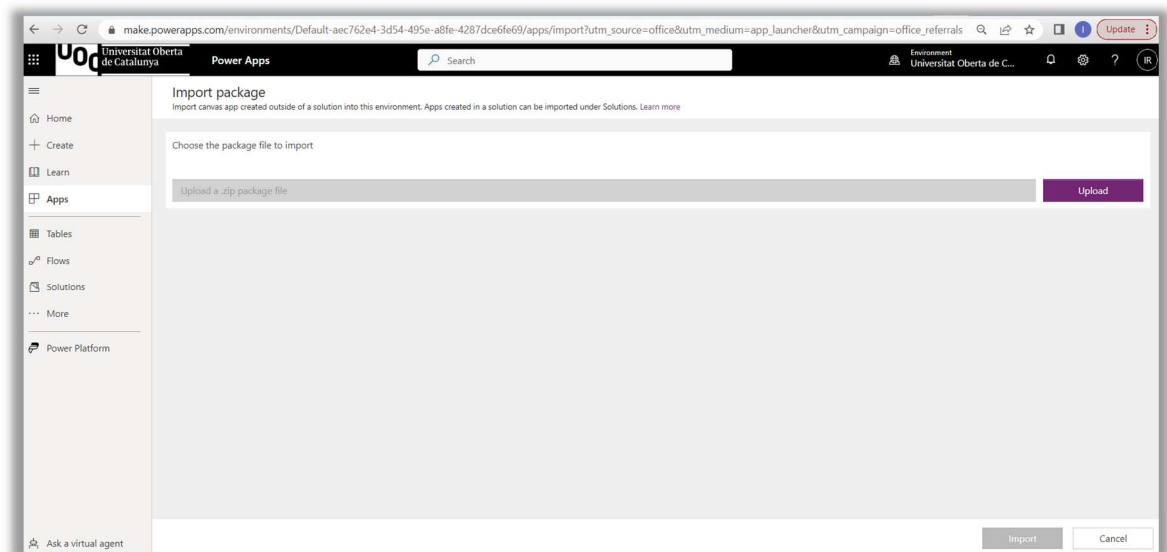 make.powerapps.com/environments/Default-aec762e4-3d54-495e-a8fe-4287dce6fe69/apps/import?utm_source=office&utm_medium=app_launcher&utm_campaign=office_referrals
I
Update
UOC
Universitat Oberta
de Catalunya
Power Apps
Search
Environment
Universitat Oberta de C...
?
IR
Import package
Import canvas app created outside of a solution into this environment. Apps created in a solution can be imported under Solutions. Learn more
Home
Create
Learn
Apps
Tables
Flows
Solutions
More
Power Platform
Ask a virtual agent
Choose the package file to import
Upload a .zip package file
Upload
Import
Cancel